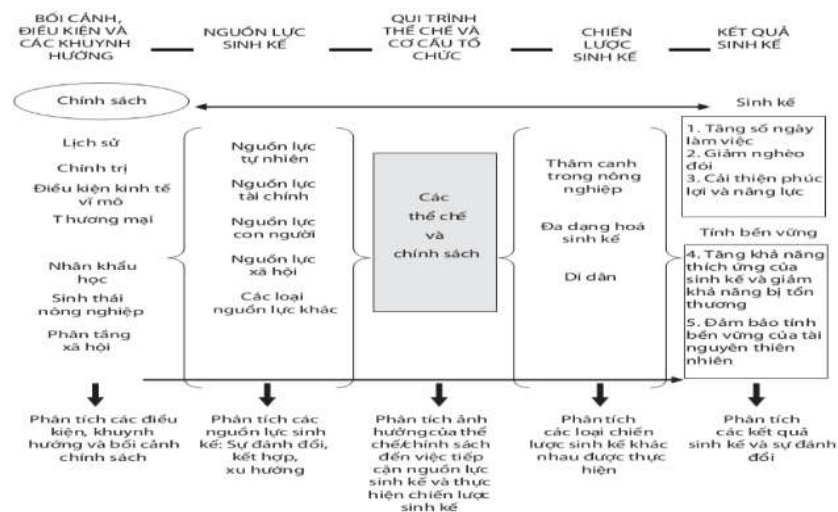 BỐI CẢNH,
ĐIỀU KIỆN VÀ
CÁC KHUYNH
HƯỚNG
NGUỒN LỰC
SINH KẾ
QUI TRÌNH
THỂ CHẾ VÀ
CƠ CẤU TỔ
CHỨC
CHIẾN
LƯỢC
SINH KẾ
KẾT QUẢ
SINH KẾ
Chính sách
Lịch sử
Chính trị
Điều kiện kinh tế
vĩ mô
Thương mại
Nhân khẩu
học
Sinh thái
nông nghiệp
Phân tầng
xã hội
Nguồn lực
tự nhiên
Nguồn lực
tài chính
Nguồn lực
con người
Nguồn lực
xã hội
Các loại
nguồn lực khác
Các
thể chế
và
chính sách
Thâm canh
trong nông
nghiệp
Đa dạng hoá
sinh kế
Di dân
Sinh kế
1. Tăng số ngày
làm việc
2. Giảm nghèo
đói
3. Cải thiện phúc
lợi và năng lực
Tính bền vững
4. Tăng khả năng
thích ứng của
sinh kế và giảm
khả năng bị tổn
thương
5. Đảm bảo tính
bền vững của tài
nguyên thiên
nhiên
Phân tích các điều
kiện, khuynh
hướng và bối cảnh
chính sách
Phân tích các
nguồn lực sinh
kế: Sự đánh đổi,
kết hợp,
xu hướng
Phân tích ảnh
hưởng của thể
chế/chính sách
đến việc tiếp
cận nguồn lực
sinh kế và thực
hiện chiến lược
sinh kế
Phân tích
các loại chiến
lược sinh kế khác
nhau được thực
hiện
Phân tích
các kết quả
sinh kế và sự đánh
đổi